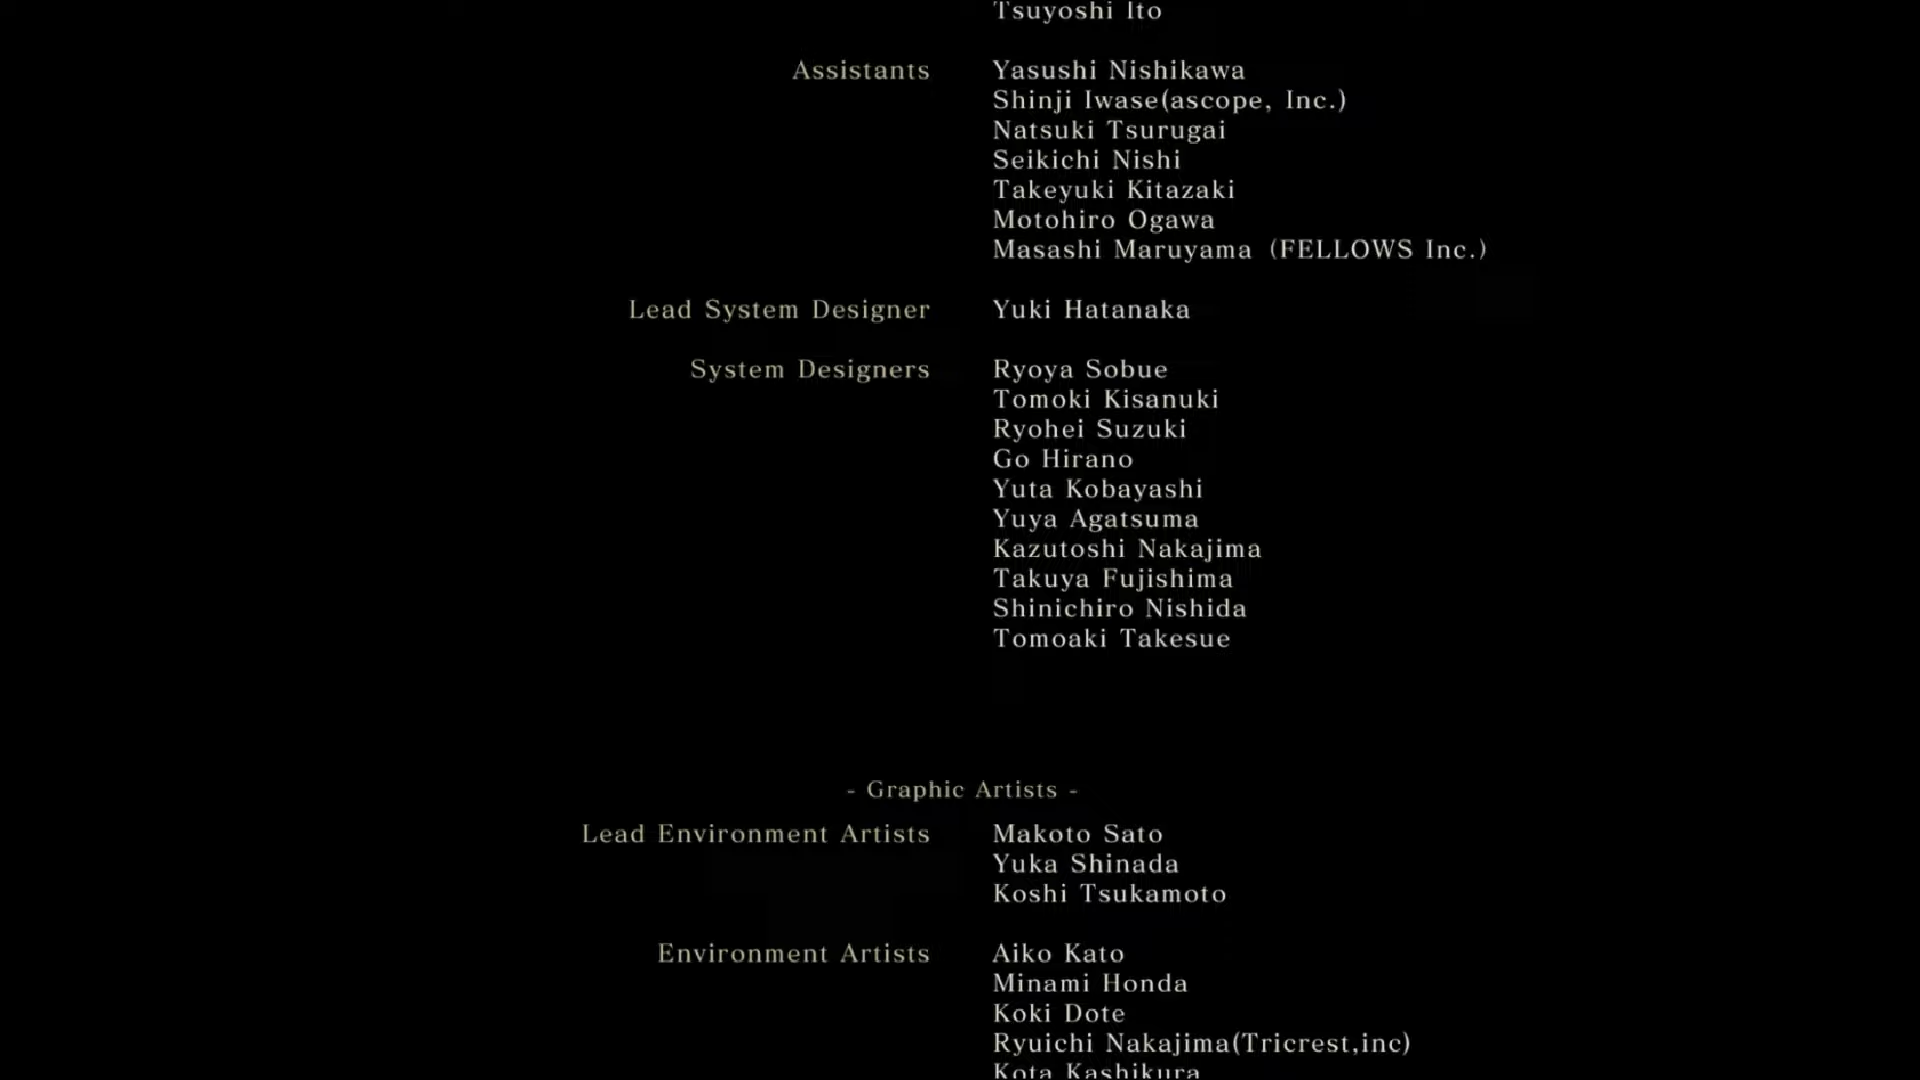 Tsuyoshi Ito
Assistants Yasushi Nishikawa
Shinji Iwase(ascope, Inc.)
Natsuki Tsurugai
Seikichi Nishi
Takeyuki Kitazaki
Motohiro Ogawa
Masashi Maruyama (FELLOWS Inc.)
Lead System Designer Yuki Hatanaka
System Designers Ryoya Sobue
Tomoki Kisanuki
Ryohei Suzuki
Go Hirano
Yuta Kobayashi
Yuya Agatsuma
Kazutoshi Nakajima
Takuya Fujishima
Shinichiro Nishida
Tomoaki Takesue
- Graphic Artists -
Lead Environment Artists Makoto Sato
Yuka Shinada
Koshi Tsukamoto
Environment Artists Aiko Kato
Minami Honda
Koki Dote
Ryuichi Nakajima(Tricrest,inc)
Kota Kashikura